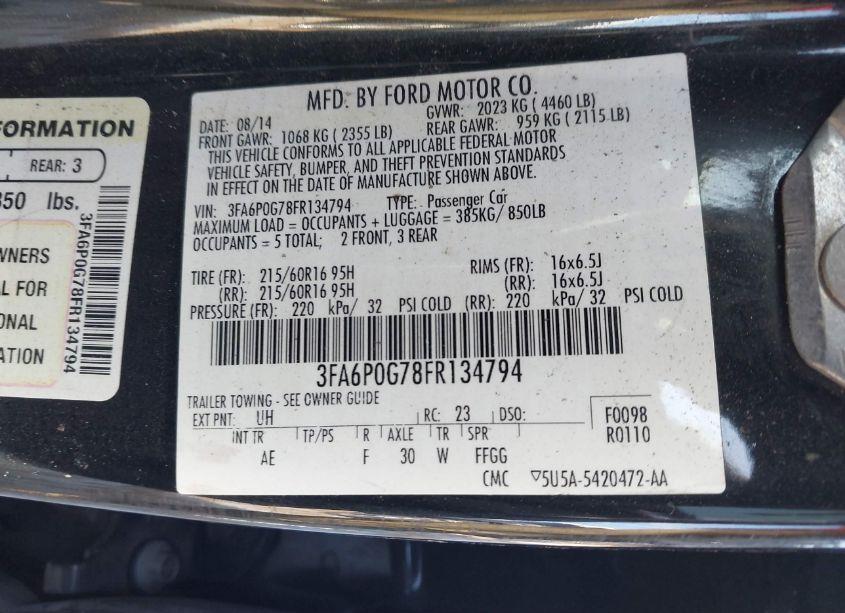 FORMATION
REAR: 3
850 lbs.
WNERS
AL FOR
ONAL
ATION
3FA6P0G78FR134794
MFD. BY FORD MOTOR CO.
DATE: 08/14 GVWR: 2023 KG ( 4460 LB)
FRONT GAWR: 1068 KG ( 2355 LB) REAR GAWR: 959 KG ( 2115 LB)
THIS VEHICLE CONFORMS TO ALL APPLICABLE FEDERAL MOTOR
VEHICLE SAFETY, BUMPER, AND THEFT PREVENTION STANDARDS
IN EFFECT ON THE DATE OF MANUFACTURE SHOWN ABOVE.
VIN: 3FA6P0G78FR134794 TYPE: Passenger Car
MAXIMUM LOAD = OCCUPANTS + LUGGAGE = 385KG/ 850LB
OCCUPANTS = 5 TOTAL; 2 FRONT, 3 REAR
TIRE (FR): 215/60R16 95H RIMS (FR): 16x6.5J
(RR): 215/60R16 95H (RR): 16x6.5J
PRESSURE (FR): 220 kPa/ 32 PSI COLD (RR): 220 kPa/ 32 PSI COLD
3FA6P0G78FR134794
TRAILER TOWING - SEE OWNER GUIDE
EXT PNT: UH RC: 23 DSO: F0098
INT TR TP/PS R AXLE TR SPR R0110
AE F 30 W FFGG
CMC ▽5U5A-5420472-AA